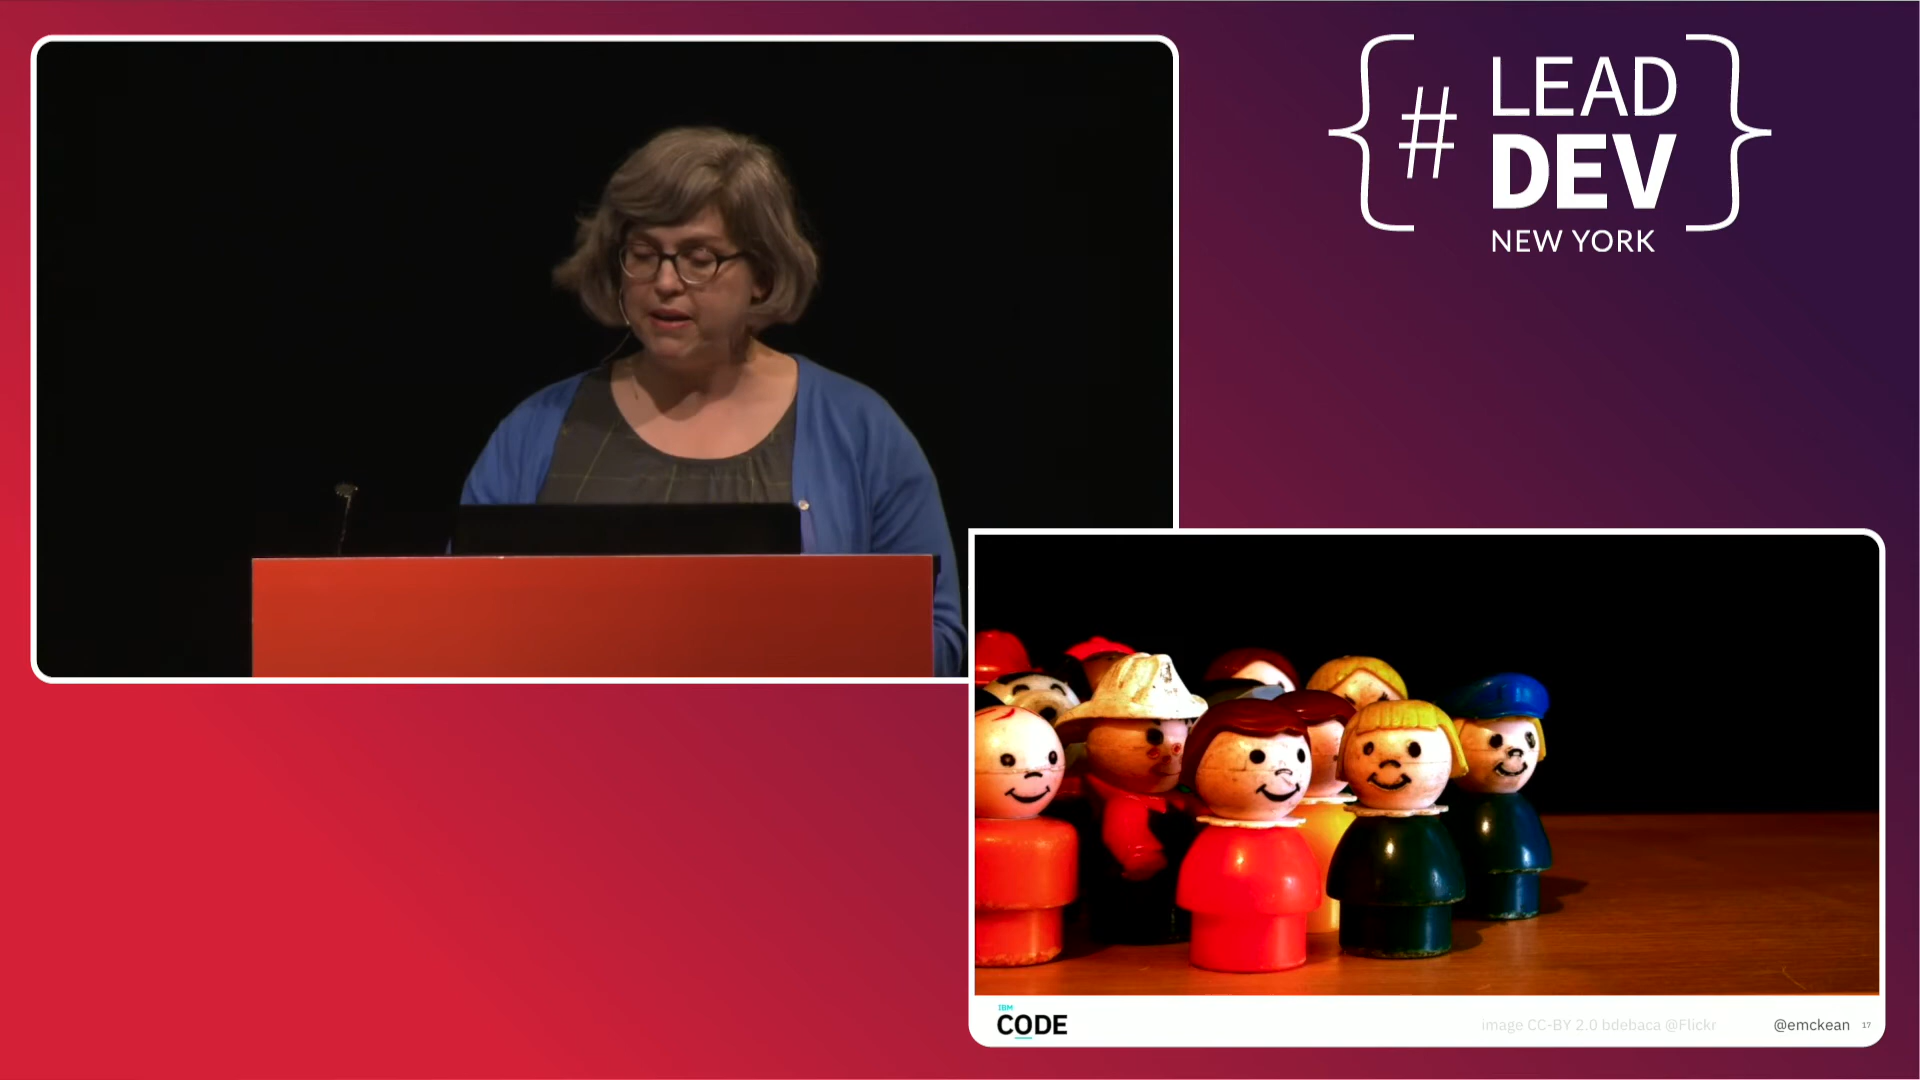 # LEAD
DEV
NEW YORK
IBM
CODE
image CC-BY 2.0 bdebaca @Flickr
@emckean
17